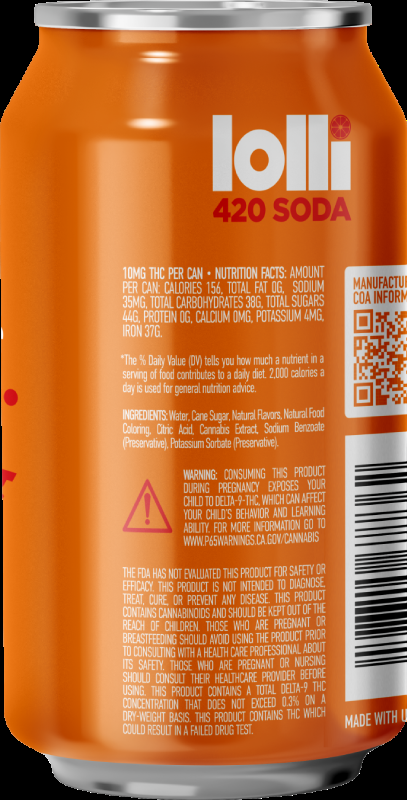 lolli
420 SODA
10MG THC PER CAN • NUTRITION FACTS: AMOUNT
PER CAN: CALORIES 156, TOTAL FAT 0G, SODIUM
35MG, TOTAL CARBOHYDRATES 38G, TOTAL SUGARS
44G, PROTEIN 0G, CALCIUM 0MG, POTASSIUM 4MG,
IRON 37G.
*The % Daily Value (DV) tells you how much a nutrient in a
serving of food contributes to a daily diet. 2,000 calories a
day is used for general nutrition advice.
INGREDIENTS: Water, Cane Sugar, Natural Flavors, Natural Food
Coloring, Citric Acid, Cannabis Extract, Sodium Benzoate
(Preservative), Potassium Sorbate (Preservative).
WARNING: CONSUMING THIS PRODUCT
DURING PREGNANCY EXPOSES YOUR
CHILD TO DELTA-9-THC, WHICH CAN AFFECT
YOUR CHILD'S BEHAVIOR AND LEARNING
ABILITY. FOR MORE INFORMATION GO TO
WWW.P65WARNINGS.CA.GOV/CANNABIS
THE FDA HAS NOT EVALUATED THIS PRODUCT FOR SAFETY OR
EFFICACY. THIS PRODUCT IS NOT INTENDED TO DIAGNOSE,
TREAT, CURE, OR PREVENT ANY DISEASE. THIS PRODUCT
CONTAINS CANNABINOIDS AND SHOULD BE KEPT OUT OF THE
REACH OF CHILDREN. THOSE WHO ARE PREGNANT OR
BREASTFEEDING SHOULD AVOID USING THE PRODUCT PRIOR
TO CONSULTING WITH A HEALTH CARE PROFESSIONAL ABOUT
ITS SAFETY. THOSE WHO ARE PREGNANT OR NURSING
SHOULD CONSULT THEIR HEALTHCARE PROVIDER BEFORE
USING. THIS PRODUCT CONTAINS A TOTAL DELTA-9 THC
CONCENTRATION THAT DOES NOT EXCEED 0.3% ON A
DRY-WEIGHT BASIS. THIS PRODUCT CONTAINS THC WHICH
COULD RESULT IN A FAILED DRUG TEST.
MANUFACTU
COA INFORM
MADE WITH U